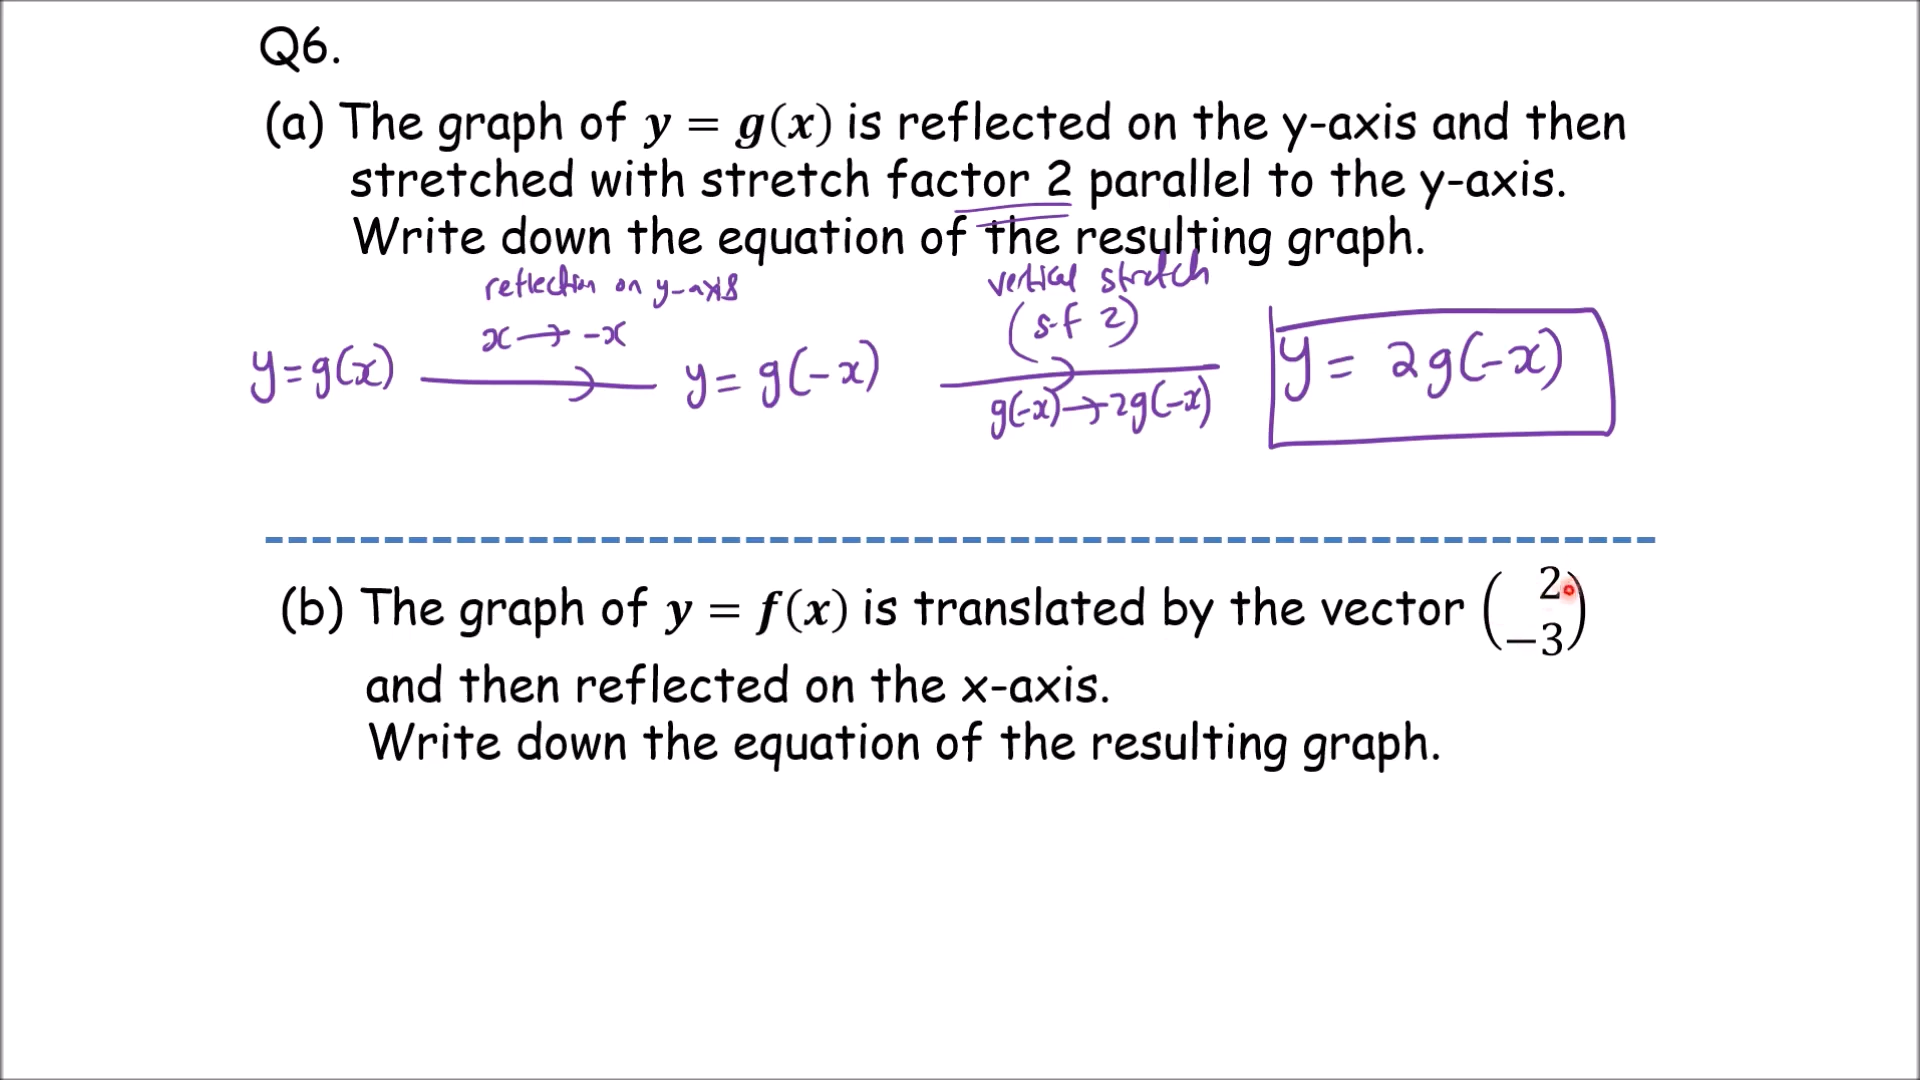 Q6.
(a) The graph of y = g(x) is reflected on the y-axis and then
stretched with stretch factor 2 parallel to the y-axis.
Write down the equation of the resulting graph.
reflection on y-axis
vertical stretch
x → -x
(s.f 2)
y=g(x)
y= g(-x)
g(-x)→2g(-x)
y= 2g(-x)
(b) The graph of y = f(x) is translated by the vector (2 −3)
and then reflected on the x-axis.
Write down the equation of the resulting graph.